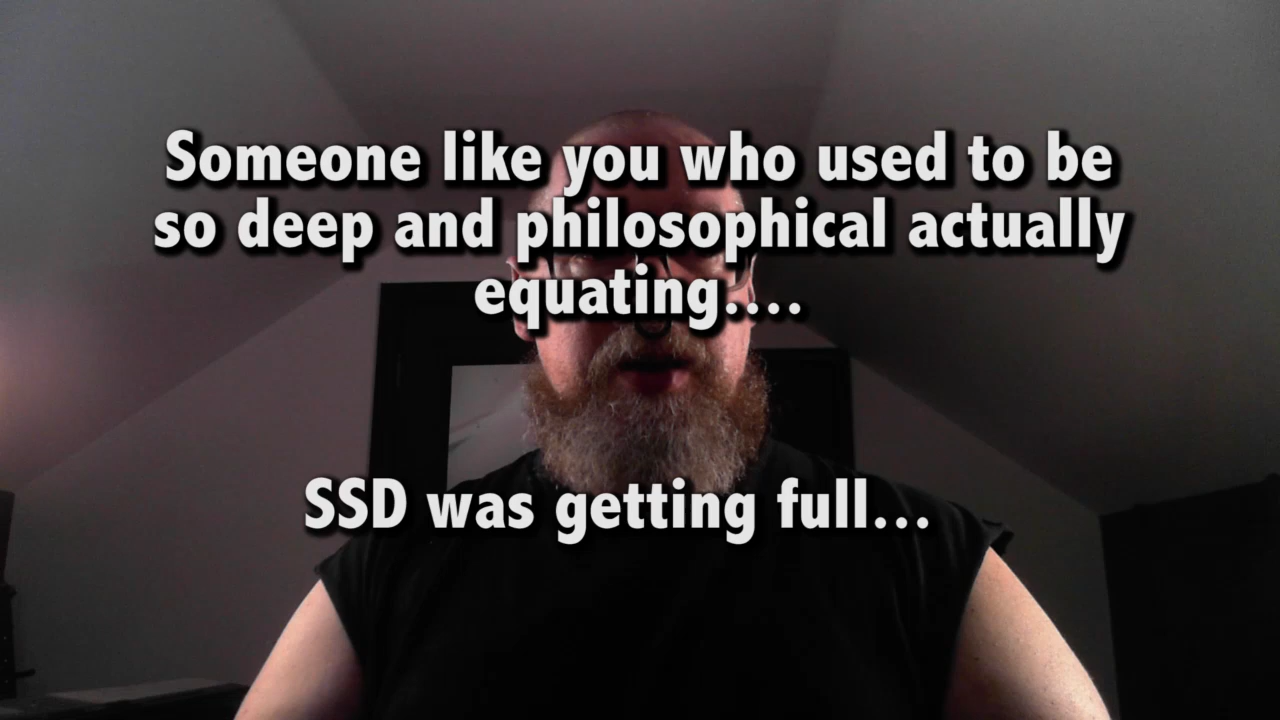 Someone like you who used to be
so deep and philosophical actually
equating....
SSD was getting full...